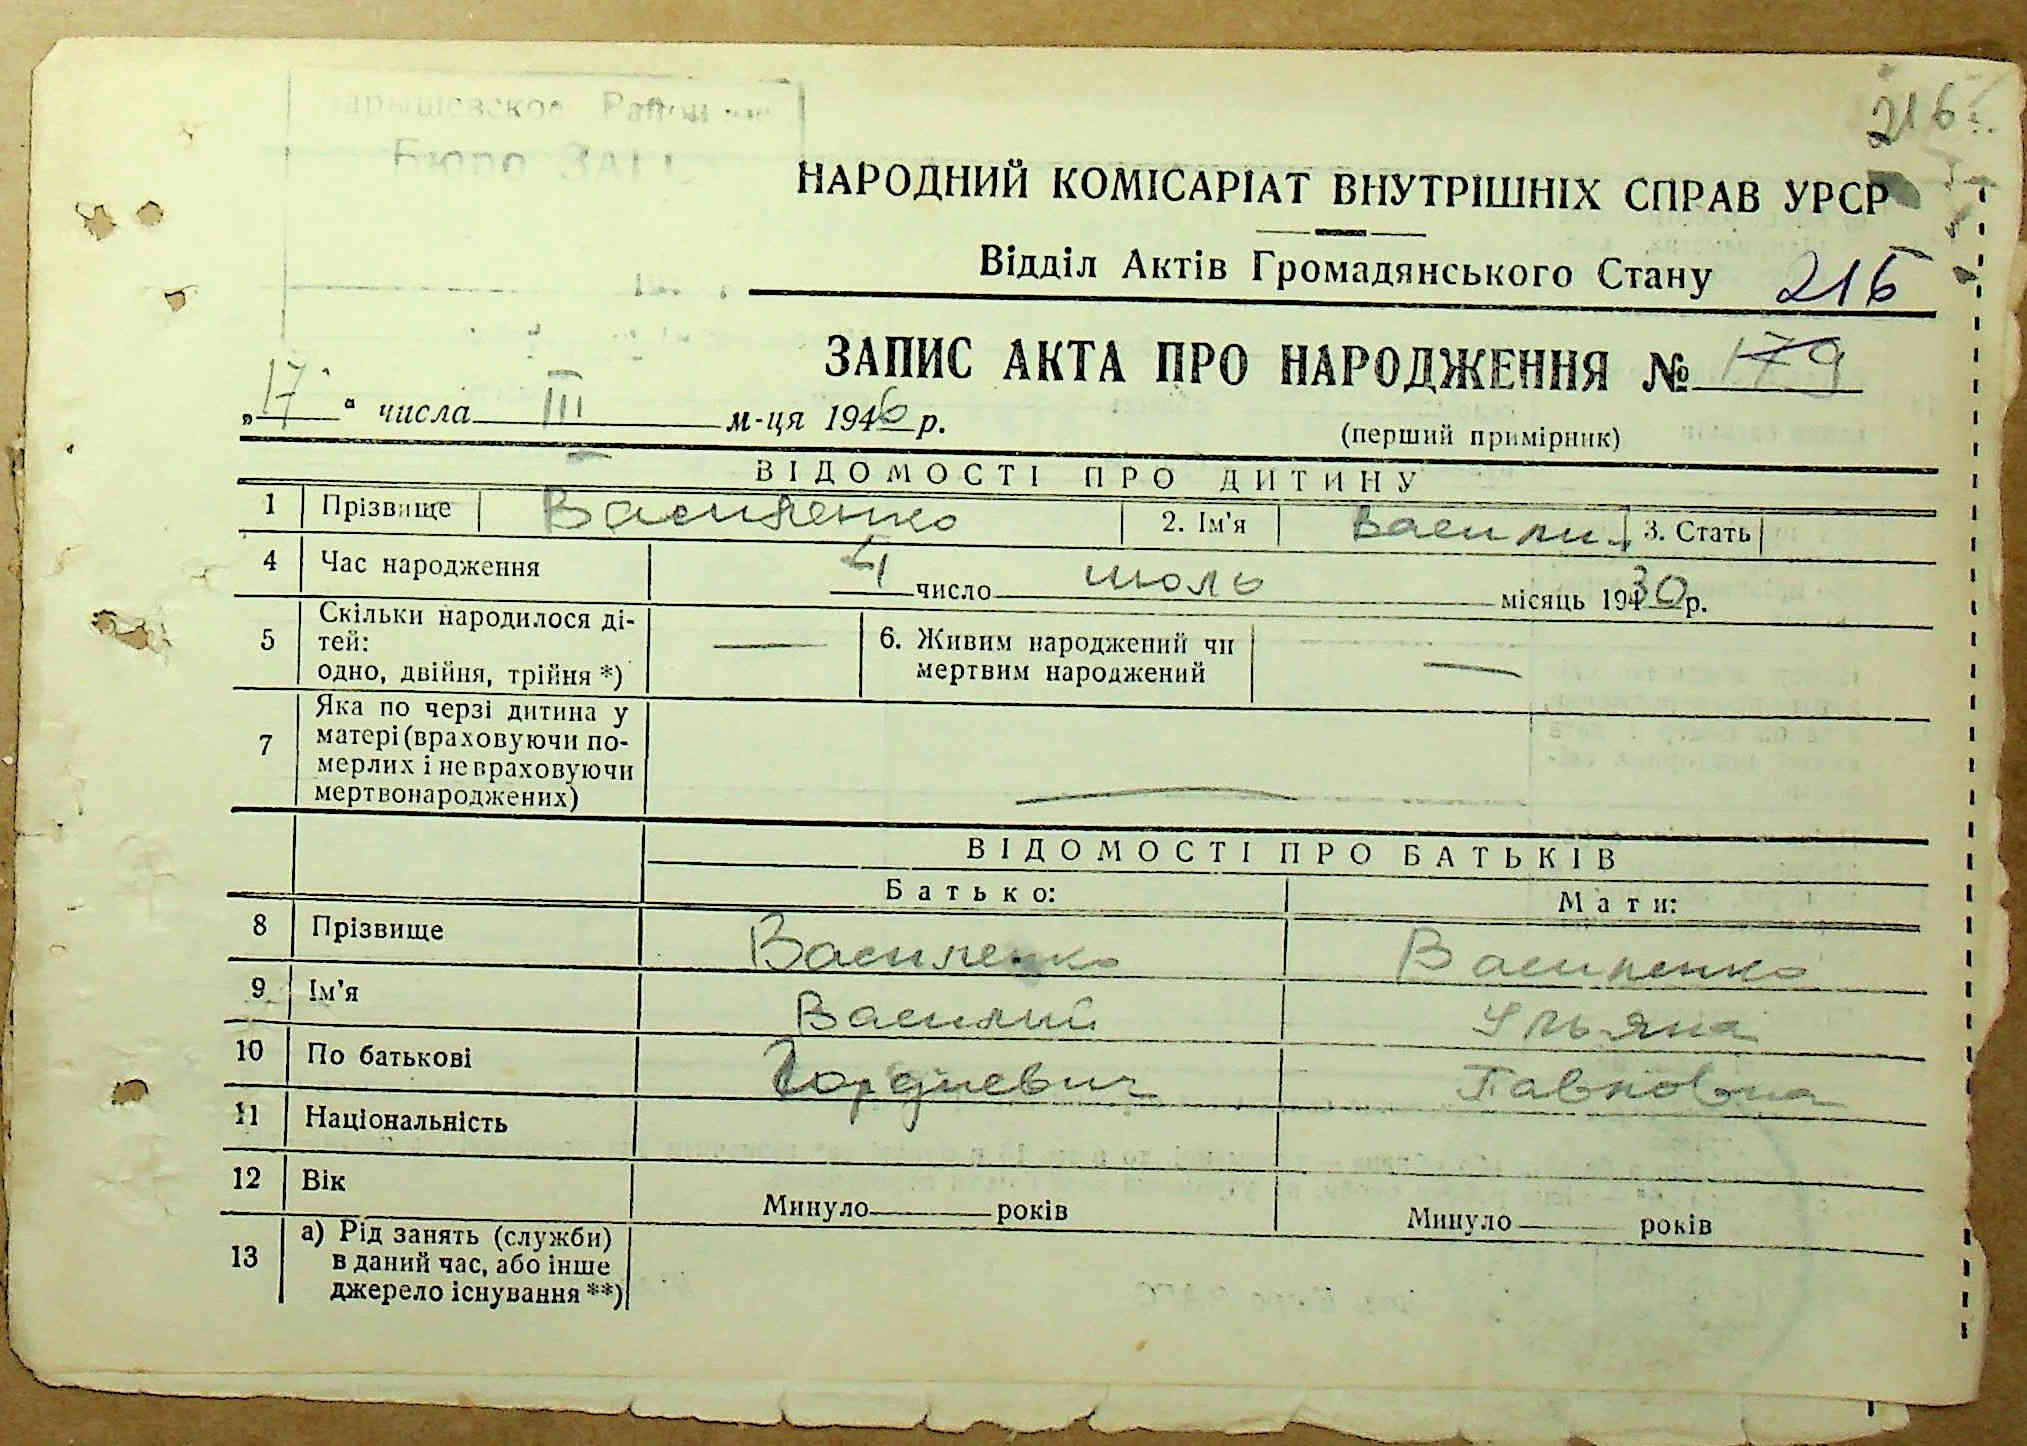 216
Бюро ЗАГС
НАРОДНИЙ КОМІСАРІАТ ВНУТРІШНІХ СПРАВ УРСР
Відділ Актів Громадянського Стану 216
ЗАПИС АКТА ПРО НАРОДЖЕННЯ № 179
„17“ числа III м-ця 1946 р.
(перший примірник)
ВІДОМОСТІ ПРО ДИТИНУ
1 Прізвище Василенко 2. Ім'я Василий 3. Стать
4 Час народження 4 число июль місяць 1930 р.
5 Скільки народилося ді-
тей:
одно, двійня, трійня *)
6. Живим народжений чи
мертвим народжений
7 Яка по черзі дитина у
матері (враховуючи по-
мерлих і не враховуючи
мертвонароджених)
ВІДОМОСТІ ПРО БАТЬКІВ
Батько: Мати:
8 Прізвище Василенко Василенко
9 Ім'я Василий Ульяна
10 По батькові Гордиевич Павловна
11 Національність
12 Вік Минуло років Минуло років
13 а) Рід занять (служби)
в даний час, або інше
джерело існування **)